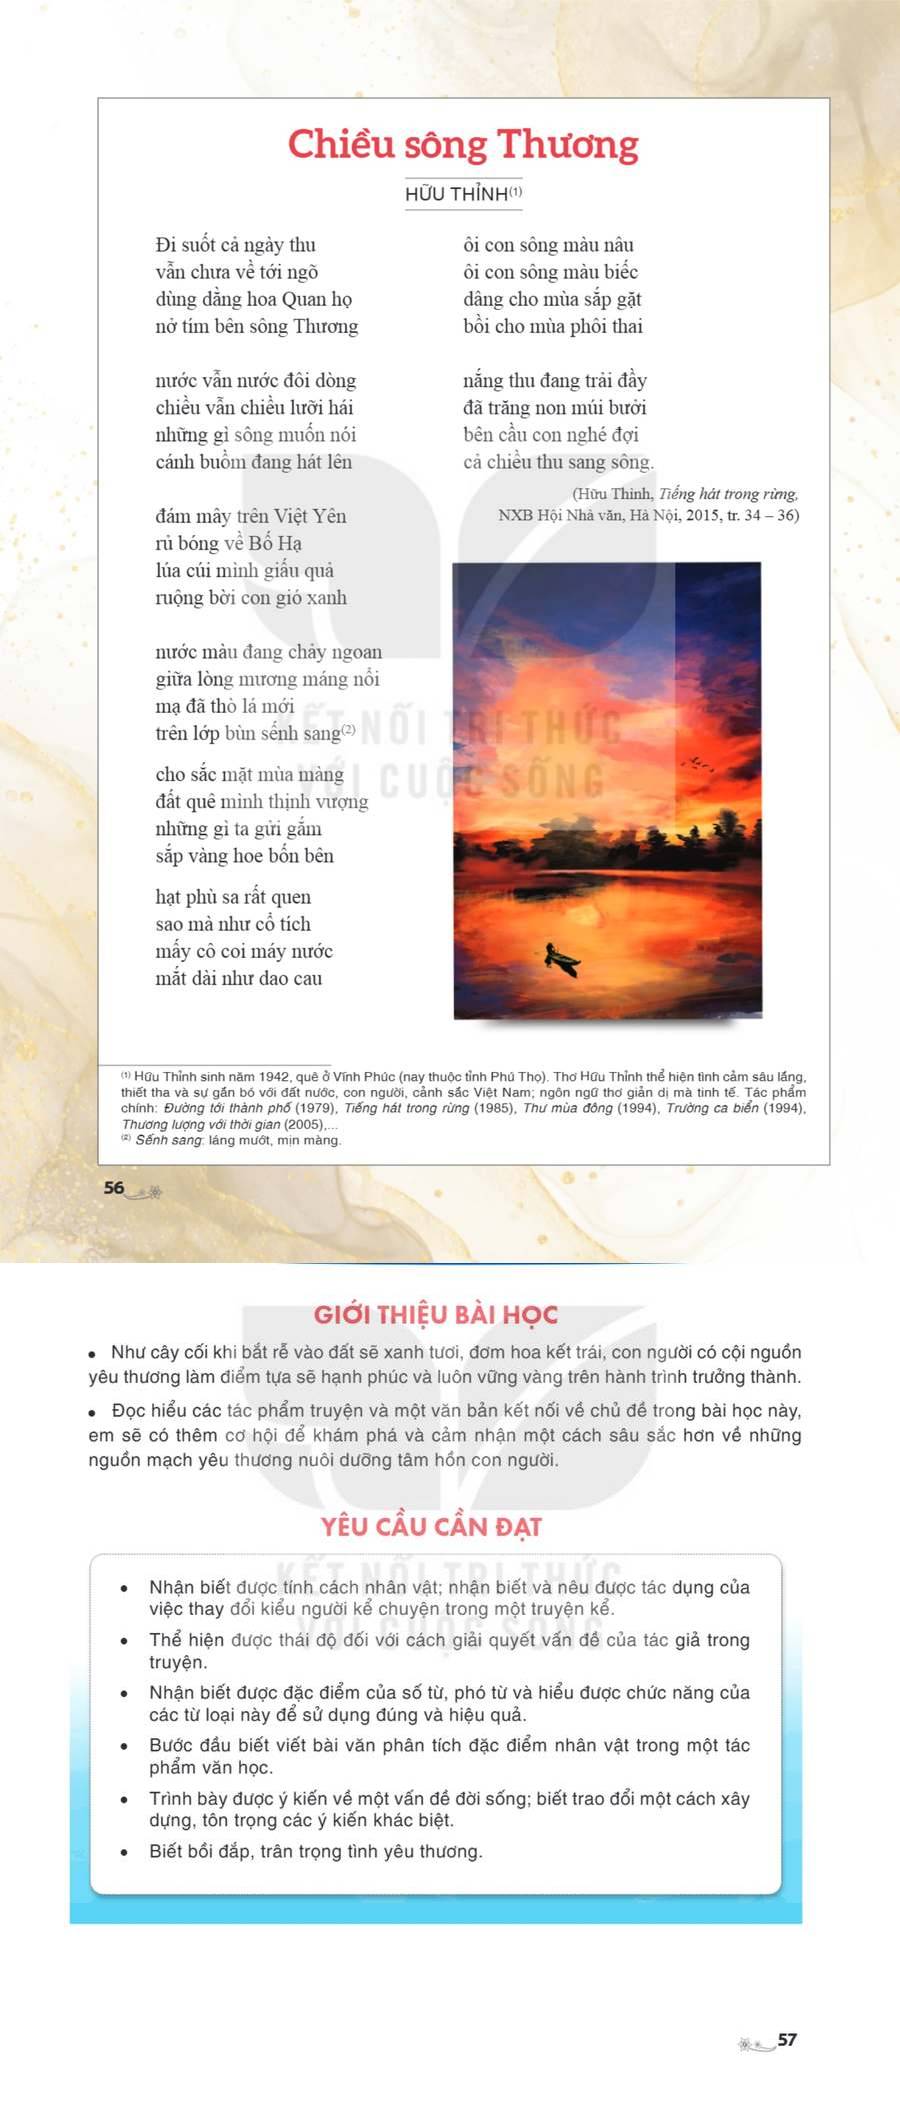 Chiều sông Thương
HỮU THỈNH(1)
Đi suốt cả ngày thu
vẫn chưa về tới ngõ
dùng dằng hoa Quan họ
nở tím bên sông Thương
nước vẫn nước đôi dòng
chiều vẫn chiều lưỡi hái
những gì sông muốn nói
cánh buồm đang hát lên
đám mây trên Việt Yên
rủ bóng về Bố Hạ
lúa cúi mình giấu quả
ruộng bời con gió xanh
nước màu đang chảy ngoan
giữa lòng mương máng nổi
mạ đã thò lá mới
trên lớp bùn sếnh sang(2)
cho sắc mặt mùa màng
đất quê mình thịnh vượng
những gì ta gửi gắm
sắp vàng hoe bốn bên
hạt phù sa rất quen
sao mà như cổ tích
mấy cô coi máy nước
mắt dài như dao cau
ôi con sông màu nâu
ôi con sông màu biếc
dâng cho mùa sắp gặt
bồi cho mùa phôi thai
nắng thu đang trải đầy
đã trăng non múi bưởi
bên cầu con nghé đợi
cả chiều thu sang sông.
(Hữu Thỉnh, Tiếng hát trong rừng,
NXB Hội Nhà văn, Hà Nội, 2015, tr. 34 – 36)
KẾT NỐI TRI THỨC
VỚI CUỘC SỐNG
(1) Hữu Thỉnh sinh năm 1942, quê ở Vĩnh Phúc (nay thuộc tỉnh Phú Thọ). Thơ Hữu Thỉnh thể hiện tình cảm sâu lắng,
thiết tha và sự gắn bó với đất nước, con người, cảnh sắc Việt Nam; ngôn ngữ thơ giản dị mà tinh tế. Tác phẩm
chính: Đường tới thành phố (1979), Tiếng hát trong rừng (1985), Thư mùa đông (1994), Trường ca biển (1994),
Thương lượng với thời gian (2005),...
(2) Sếnh sang: láng mướt, mịn màng.
56
GIỚI THIỆU BÀI HỌC
• Như cây cối khi bắt rễ vào đất sẽ xanh tươi, đơm hoa kết trái, con người có cội nguồn
yêu thương làm điểm tựa sẽ hạnh phúc và luôn vững vàng trên hành trình trưởng thành.
• Đọc hiểu các tác phẩm truyện và một văn bản kết nối về chủ đề trong bài học này,
em sẽ có thêm cơ hội để khám phá và cảm nhận một cách sâu sắc hơn về những
nguồn mạch yêu thương nuôi dưỡng tâm hồn con người.
YÊU CẦU CẦN ĐẠT
KẾT NỐI TRI THỨC
VỚI CUỘC SỐNG
• Nhận biết được tính cách nhân vật; nhận biết và nêu được tác dụng của
việc thay đổi kiểu người kể chuyện trong một truyện kể.
• Thể hiện được thái độ đối với cách giải quyết vấn đề của tác giả trong
truyện.
• Nhận biết được đặc điểm của số từ, phó từ và hiểu được chức năng của
các từ loại này để sử dụng đúng và hiệu quả.
• Bước đầu biết viết bài văn phân tích đặc điểm nhân vật trong một tác
phẩm văn học.
• Trình bày được ý kiến về một vấn đề đời sống; biết trao đổi một cách xây
dựng, tôn trọng các ý kiến khác biệt.
• Biết bồi đắp, trân trọng tình yêu thương.
57